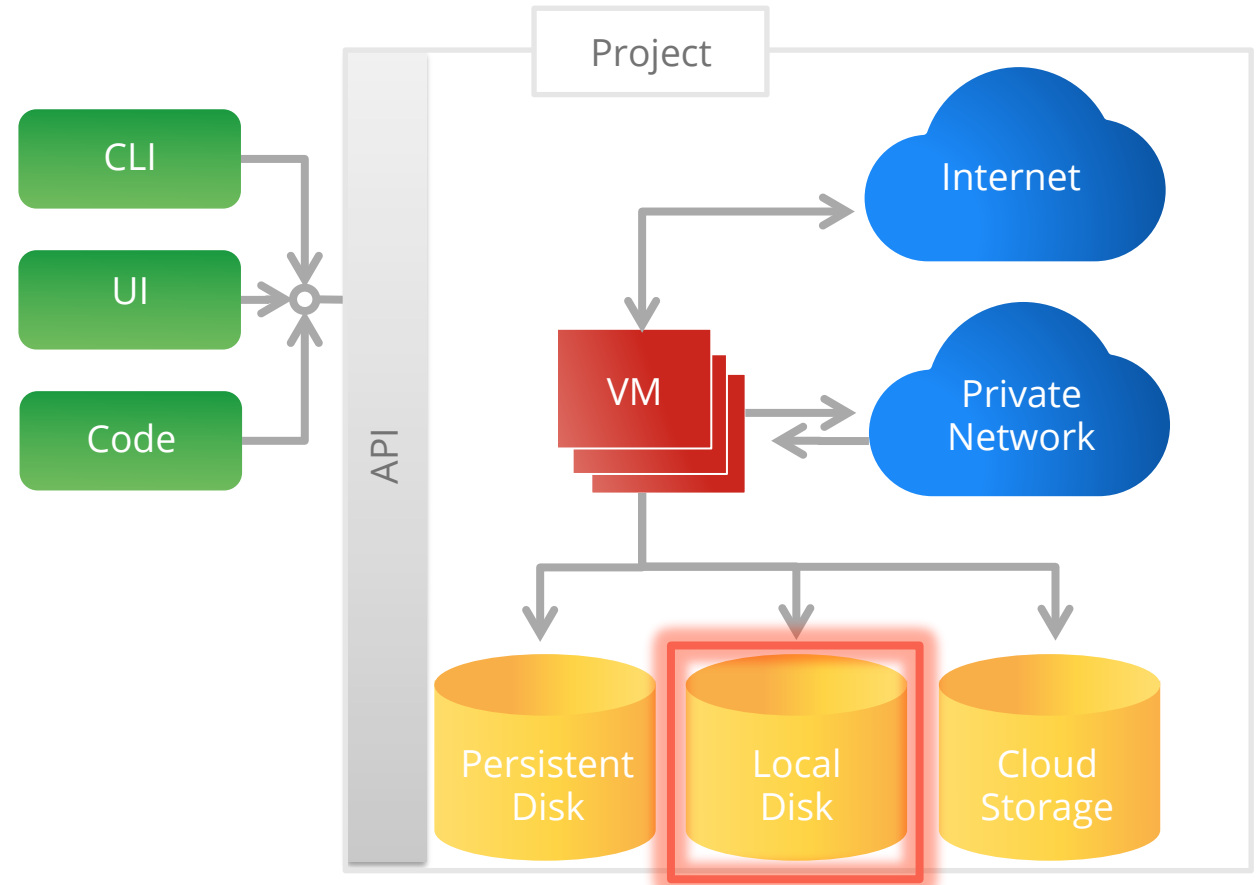 Project
CLI
UI
Code
API
Internet
VM
Private
Network
Persistent
Disk
Local
Disk
Cloud
Storage